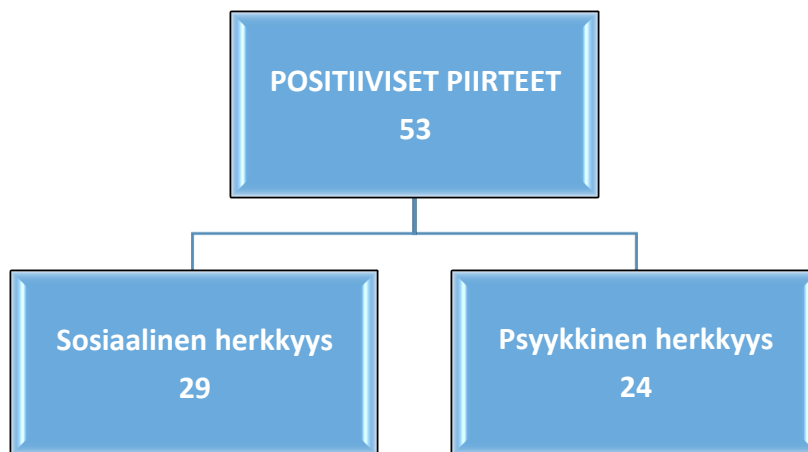 POSITIIVISET PIIRTEET
53
Sosiaalinen herkkyys
29
Psyykkinen herkkyys
24